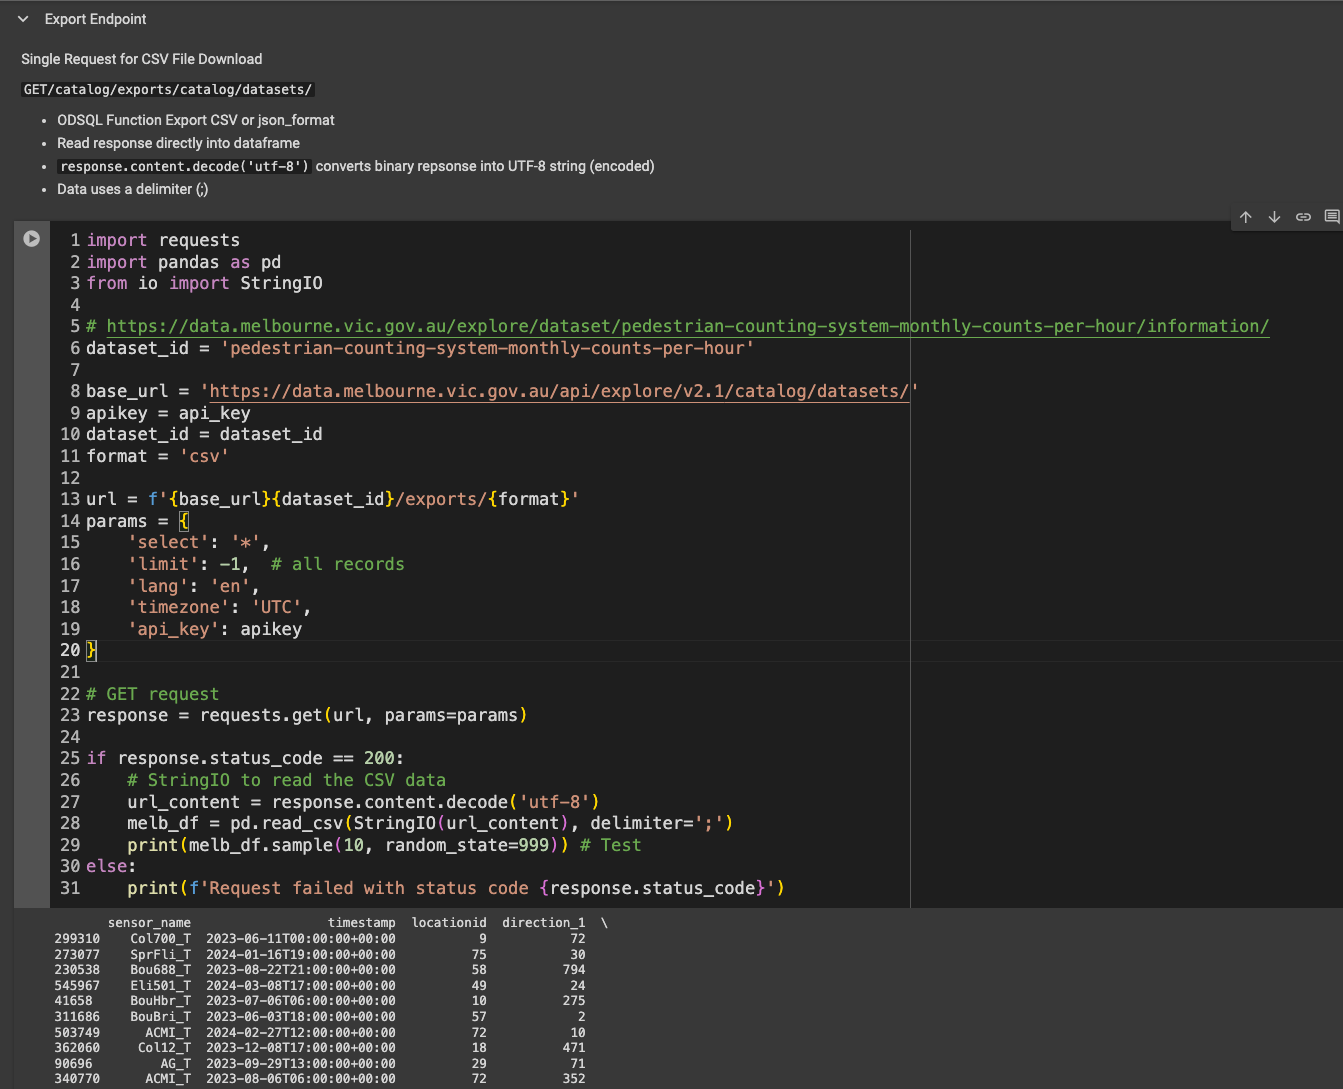 Export Endpoint
Single Request for CSV File Download
GET/catalog/exports/catalog/datasets/
• ODSQL Function Export CSV or json_format
• Read response directly into dataframe
• response.content.decode('utf-8') converts binary repsonse into UTF-8 string (encoded)
• Data uses a delimiter (;)
1 import requests
2 import pandas as pd
3 from io import StringIO
4
5 # https://data.melbourne.vic.gov.au/explore/dataset/pedestrian-counting-system-monthly-counts-per-hour/information/
6 dataset_id = 'pedestrian-counting-system-monthly-counts-per-hour'
7
8 base_url = 'https://data.melbourne.vic.gov.au/api/explore/v2.1/catalog/datasets/'
9 apikey = api_key
10 dataset_id = dataset_id
11 format = 'csv'
12
13 url = f'{base_url}{dataset_id}/exports/{format}'
14 params = {
15     'select': '*',
16     'limit': -1,  # all records
17     'lang': 'en',
18     'timezone': 'UTC',
19     'api_key': apikey
20 }
21
22 # GET request
23 response = requests.get(url, params=params)
24
25 if response.status_code == 200:
26     # StringIO to read the CSV data
27     url_content = response.content.decode('utf-8')
28     melb_df = pd.read_csv(StringIO(url_content), delimiter=';')
29     print(melb_df.sample(10, random_state=999)) # Test
30 else:
31     print(f'Request failed with status code {response.status_code}')
sensor_name timestamp locationid direction_1 \
299310 Col700_T 2023-06-11T00:00:00+00:00 9 72
273077 SprFli_T 2024-01-16T19:00:00+00:00 75 30
230538 Bou688_T 2023-08-22T21:00:00+00:00 58 794
545967 Eli501_T 2024-03-08T17:00:00+00:00 49 24
41658 BouHbr_T 2023-07-06T06:00:00+00:00 10 275
311686 BouBri_T 2023-06-03T18:00:00+00:00 57 2
503749 ACMI_T 2024-02-27T12:00:00+00:00 72 10
362060 Col12_T 2023-12-08T17:00:00+00:00 18 471
90696 AG_T 2023-09-29T13:00:00+00:00 29 71
340770 ACMI_T 2023-08-06T06:00:00+00:00 72 352